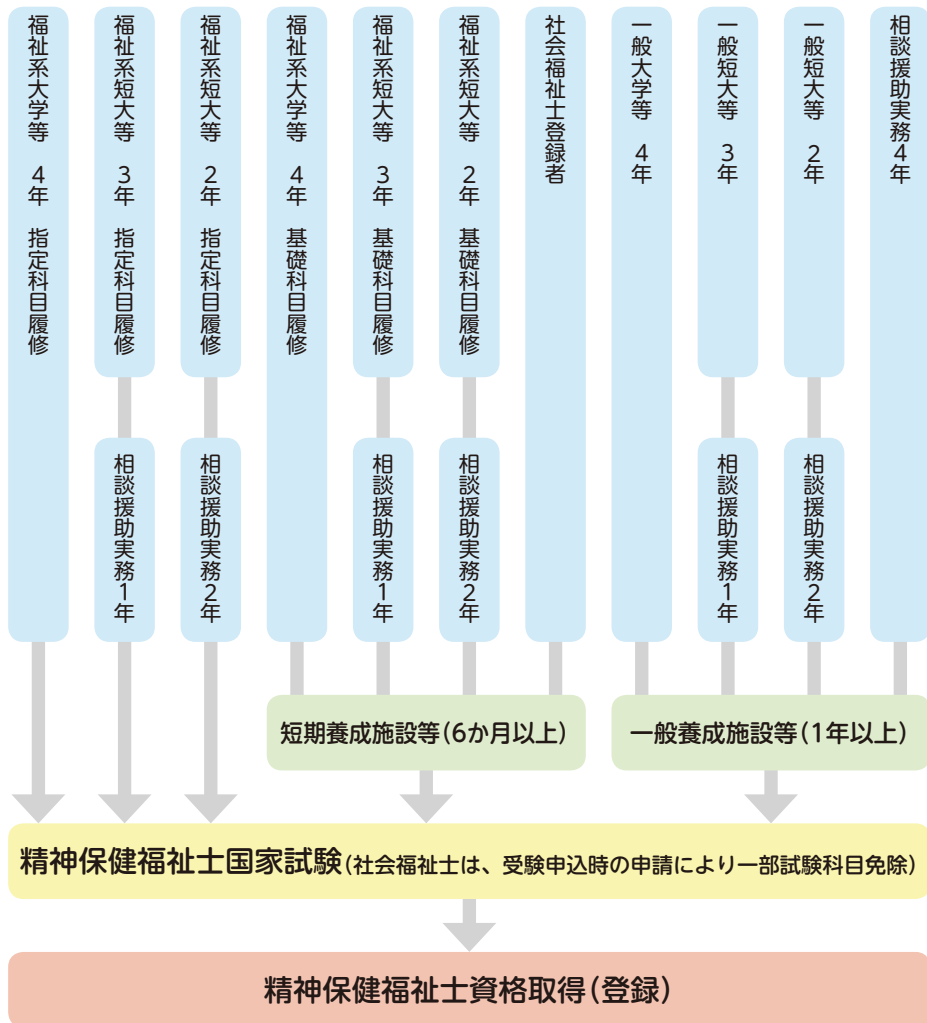 福祉系大学等 4年 指定科目履修
福祉系短大等 3年 指定科目履修
福祉系短大等 2年 指定科目履修
福祉系大学等 4年 基礎科目履修
福祉系短大等 3年 基礎科目履修
福祉系短大等 2年 基礎科目履修
社会福祉士登録者
一般大学等 4年
一般短大等 3年
一般短大等 2年
相談援助実務4年
相談援助実務1年
相談援助実務2年
相談援助実務1年
相談援助実務2年
相談援助実務1年
相談援助実務2年
短期養成施設等(6か月以上)
一般養成施設等(1年以上)
精神保健福祉士国家試験(社会福祉士は、受験申込時の申請により一部試験科目免除)
精神保健福祉士資格取得(登録)